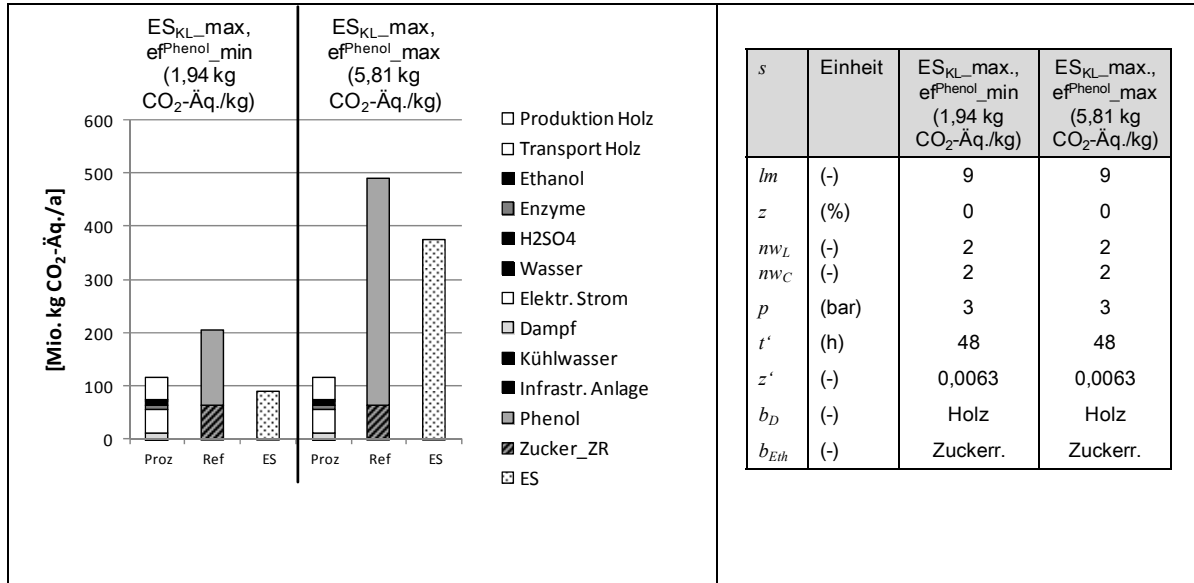 ES_KL_max,
ef^Phenol_min
(1,94 kg
CO₂-Äq./kg)
ES_KL_max,
ef^Phenol_max
(5,81 kg
CO₂-Äq./kg)
[Mio. kg CO₂-Äq./a]
600
500
400
300
200
100
0
Proz Ref ES Proz Ref ES
Produktion Holz
Transport Holz
Ethanol
Enzyme
H2SO4
Wasser
Elektr. Strom
Dampf
Kühlwasser
Infrastr. Anlage
Phenol
Zucker_ZR
ES
s Einheit ES_KL_max., ES_KL_max.,
ef^Phenol_min ef^Phenol_max
(1,94 kg (5,81 kg
CO₂-Äq./kg) CO₂-Äq./kg)
lm (-) 9 9
z (%) 0 0
nw_L (-) 2 2
nw_C (-) 2 2
p (bar) 3 3
t‘ (h) 48 48
z‘ (-) 0,0063 0,0063
b_D (-) Holz Holz
b_Eth (-) Zuckerr. Zuckerr.